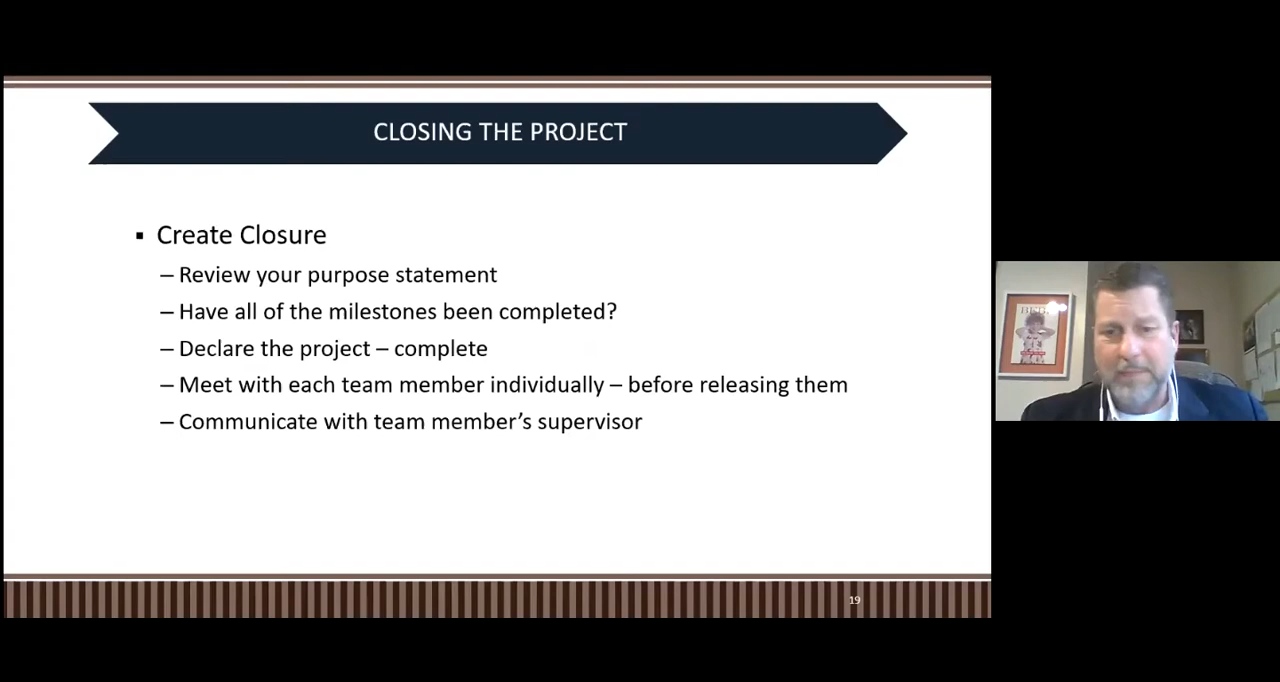 CLOSING THE PROJECT
▪ Create Closure
– Review your purpose statement
– Have all of the milestones been completed?
– Declare the project – complete
– Meet with each team member individually – before releasing them
– Communicate with team member’s supervisor
19